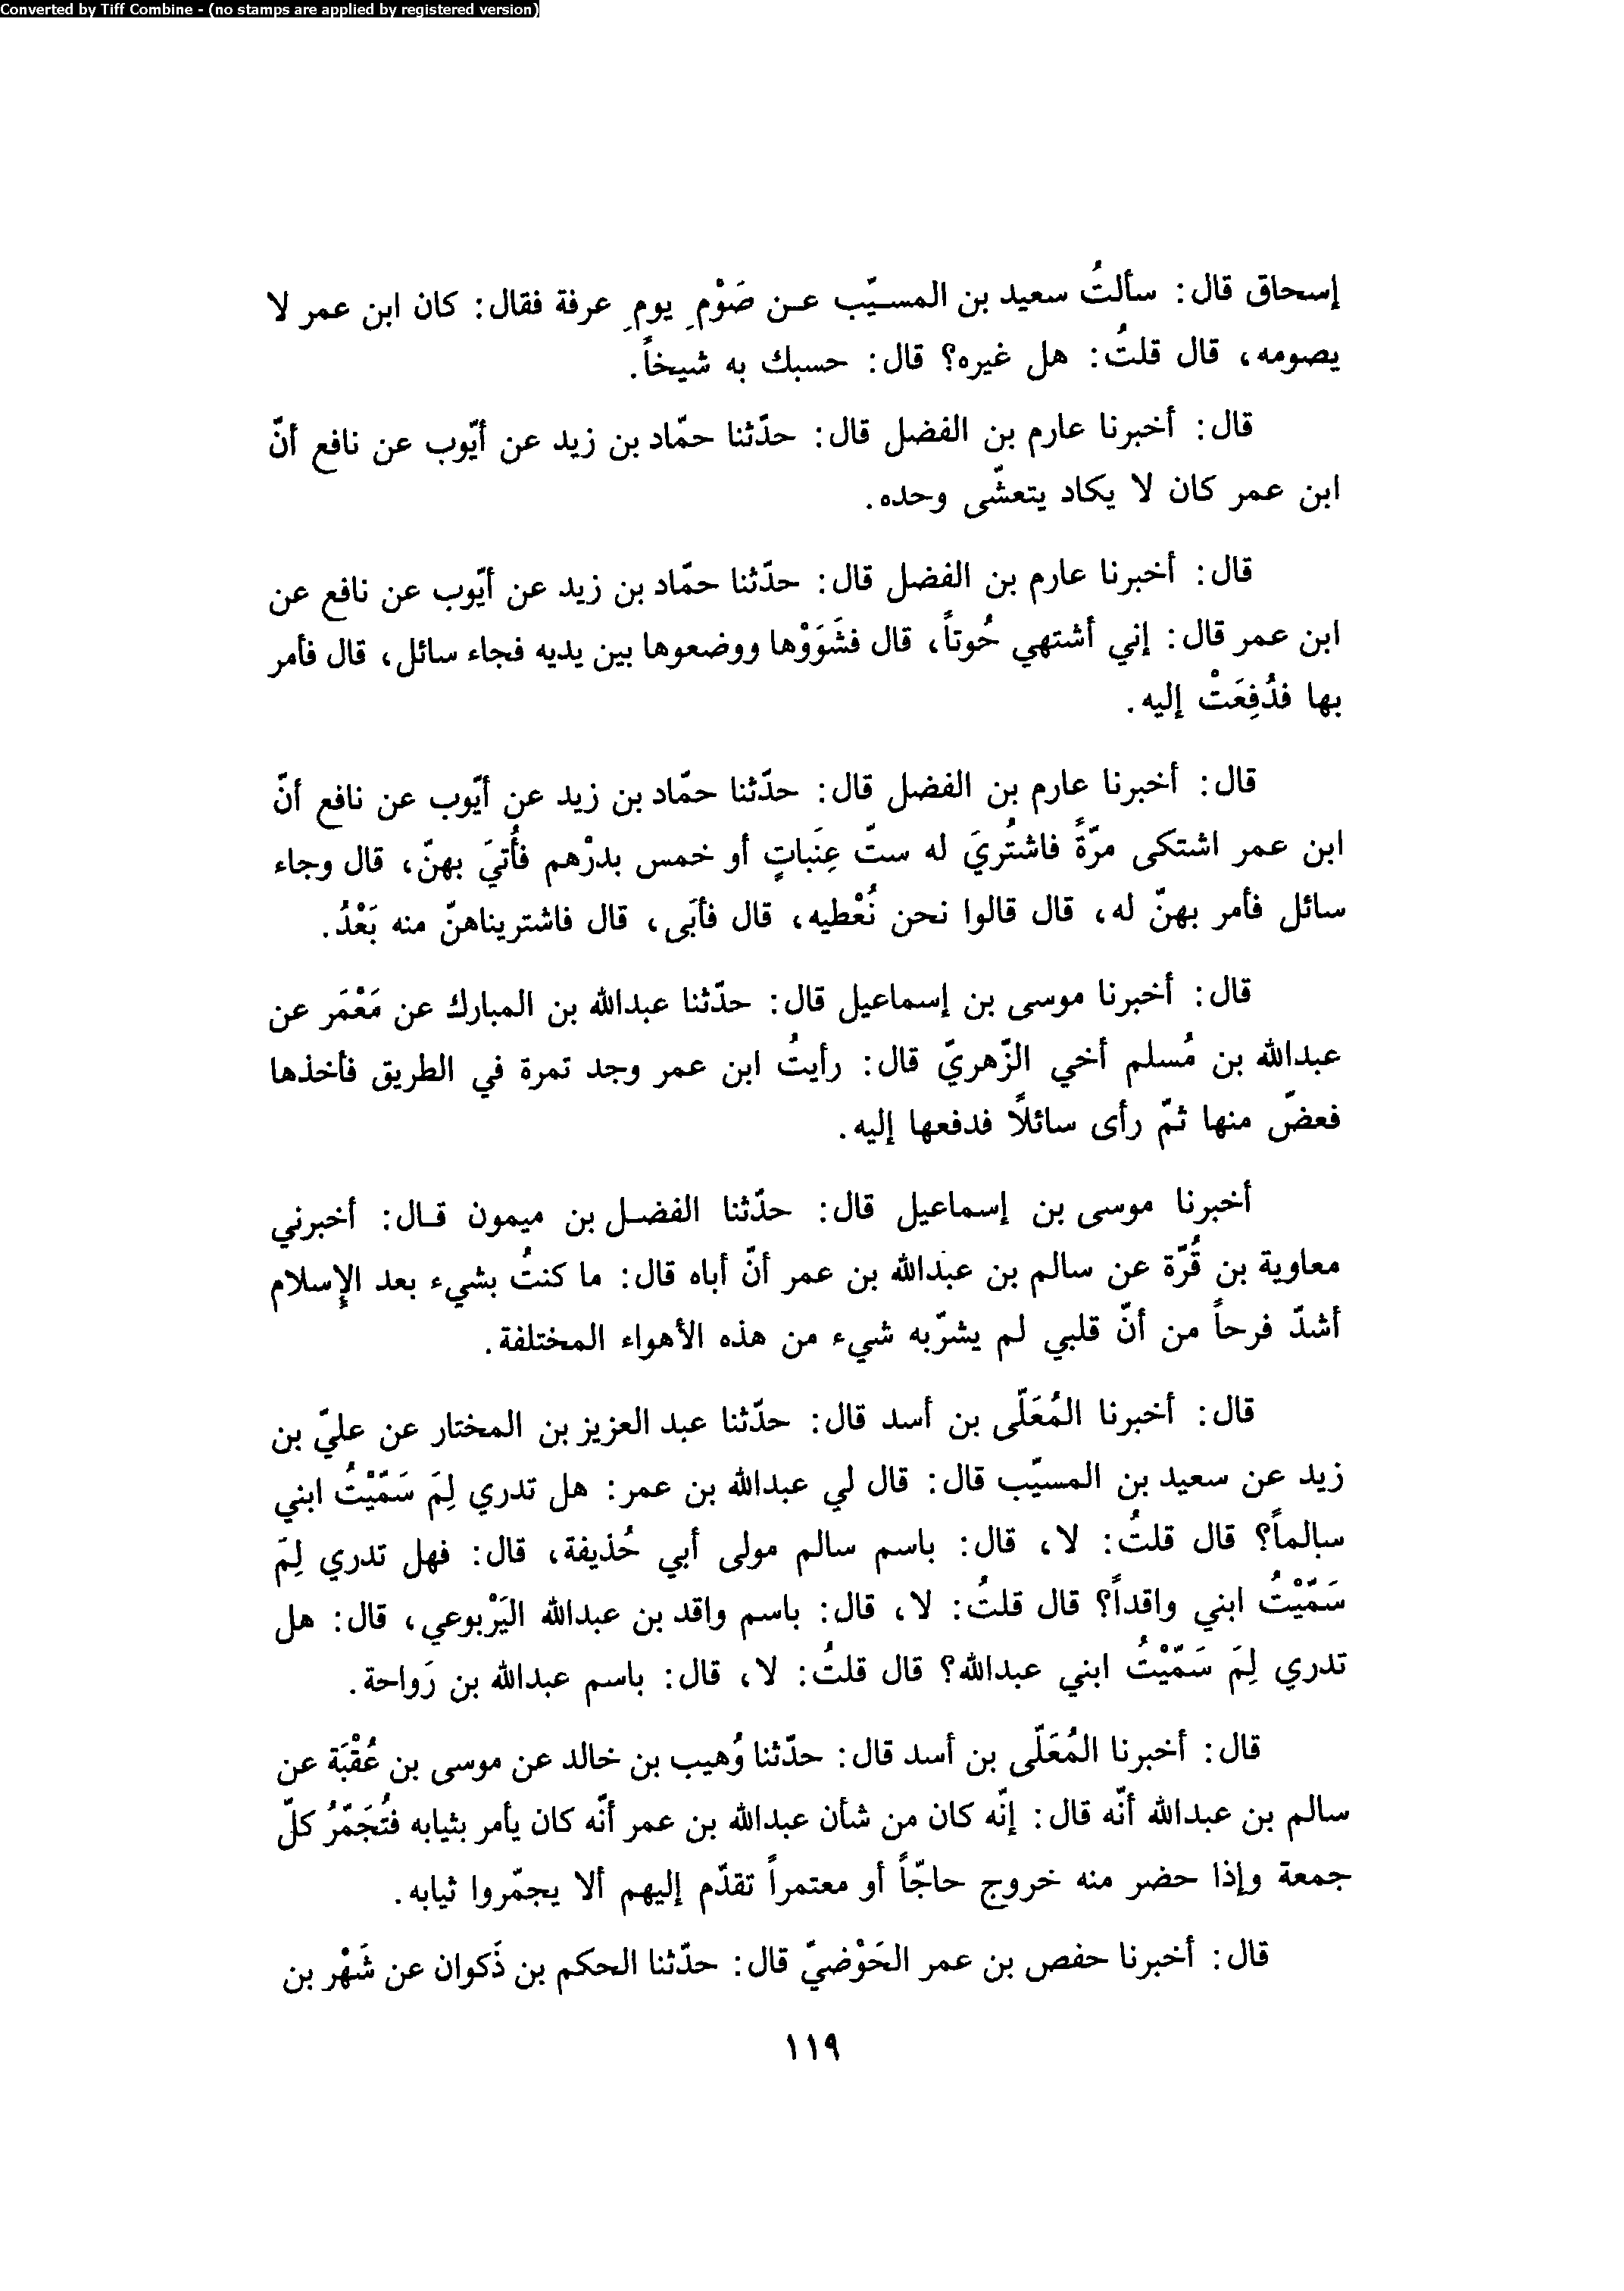 Converted by Tiff Combine - (no stamps are applied by registered version)
إسحاق قال: سألتُ سعيد بن المسيّب عن صَوْمِ يومِ عرفة فقال: كان ابن عمر لا
يصومه، قال قلتُ: هل غيره؟ قال: حسبك به شيخاً.
قال: أخبرنا عارم بن الفضل قال: حدّثنا حمّاد بن زيد عن أيّوب عن نافع أنّ
ابن عمر كان لا يكاد يتعشّى وحده.
قال: أخبرنا عارم بن الفضل قال: حدّثنا حمّاد بن زيد عن أيّوب عن نافع عن
ابن عمر قال: إني أشتهي حُوتاً، قال فشَوَوْها ووضعوها بين يديه فجاء سائل، قال فأمر
بها فدُفِعَتْ إليه.
قال: أخبرنا عارم بن الفضل قال: حدّثنا حمّاد بن زيد عن أيّوب عن نافع أنّ
ابن عمر اشتكى مرّةً فاشتُريَ له ستّ عِنَباتٍ أو خمس بدرْهم فأُتيَ بهنّ، قال وجاء
سائل فأمر بهنّ له، قال قالوا نحن نُعْطيه، قال فأبَى، قال فاشتريناهنّ منه بَعْدُ.
قال: أخبرنا موسى بن إسماعيل قال: حدّثنا عبدالله بن المبارك عن مَعْمَر عن
عبدالله بن مُسلم أخي الزّهريّ قال: رأيتُ ابن عمر وجد تمرة في الطريق فأخذها
فعضّ منها ثمّ رأى سائلاً فدفعها إليه.
أخبرنا موسى بن إسماعيل قال: حدّثنا الفضل بن ميمون قال: أخبرني
معاوية بن قُرّة عن سالم بن عبدالله بن عمر أنّ أباه قال: ما كنتُ بشيء بعد الإسلام
أشدّ فرحاً من أنّ قلبي لم يشرّبه شيء من هذه الأهواء المختلفة.
قال: أخبرنا المُعَلّى بن أسد قال: حدّثنا عبد العزيز بن المختار عن عليّ بن
زيد عن سعيد بن المسيّب قال: قال لي عبدالله بن عمر: هل تدري لِمَ سَمّيْتُ ابني
سالماً؟ قال قلتُ: لا، قال: باسم سالم مولى أبي حُذيفة، قال: فهل تدري لِمَ
سَمّيْتُ ابني واقداً؟ قال قلتُ: لا، قال: باسم واقد بن عبدالله اليَرْبوعي، قال: هل
تدري لِمَ سَمّيْتُ ابني عبدالله؟ قال قلتُ: لا، قال: باسم عبدالله بن رَواحة.
قال: أخبرنا المُعَلّى بن أسد قال: حدّثنا وُهيب بن خالد عن موسى بن عُقْبَة عن
سالم بن عبدالله أنّه قال: إنّه كان من شأن عبدالله بن عمر أنّه كان يأمر بثيابه فتُجَمّرُ كلّ
جمعة وإذا حضر منه خروج حاجّاً أو معتمراً تقدّم إليهم ألا يجمّروا ثيابه.
قال: أخبرنا حفص بن عمر الحَوْضيّ قال: حدّثنا الحكم بن ذَكوان عن شَهْر بن
١١٩